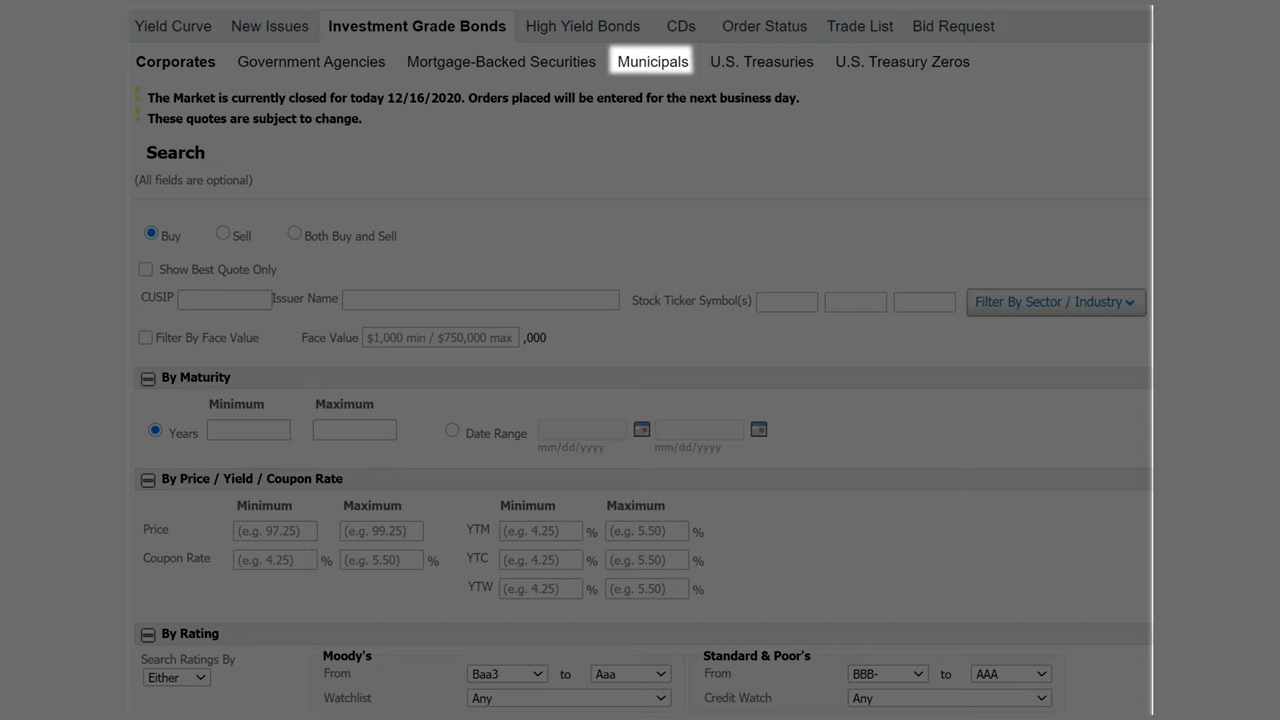 Yield Curve New Issues Investment Grade Bonds High Yield Bonds CDs Order Status Trade List Bid Request
Corporates Government Agencies Mortgage-Backed Securities Municipals U.S. Treasuries U.S. Treasury Zeros
The Market is currently closed for today 12/16/2020. Orders placed will be entered for the next business day.
These quotes are subject to change.
Search
(All fields are optional)
Buy Sell Both Buy and Sell
Show Best Quote Only
CUSIP Issuer Name Stock Ticker Symbol(s) Filter By Sector / Industry
Filter By Face Value Face Value $1,000 min / $750,000 max ,000
By Maturity
Minimum Maximum
Years Date Range
mm/dd/yyyy mm/dd/yyyy
By Price / Yield / Coupon Rate
Minimum Maximum Minimum Maximum
Price (e.g. 97.25) (e.g. 99.25) YTM (e.g. 4.25) % (e.g. 5.50) %
Coupon Rate (e.g. 4.25) % (e.g. 5.50) % YTC (e.g. 4.25) % (e.g. 5.50) %
YTW (e.g. 4.25) % (e.g. 5.50) %
By Rating
Search Ratings By Moody's Standard & Poor's
Either From Baa3 to Aaa From BBB- to AAA
Watchlist Any Credit Watch Any